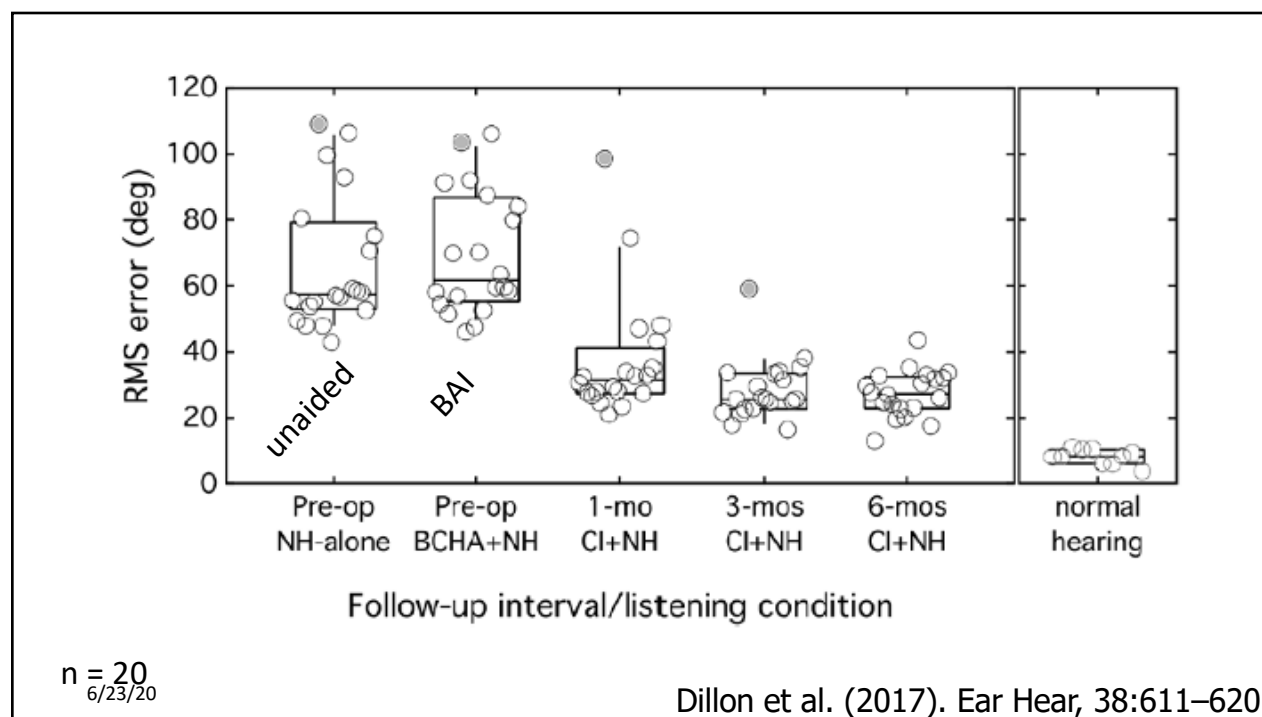 120
100
80
60
40
20
0
RMS error (deg)
unaided
BAI
Pre-op
NH-alone
Pre-op
BCHA+NH
1-mo
CI+NH
3-mos
CI+NH
6-mos
CI+NH
normal
hearing
Follow-up interval/listening condition
n = 20
6/23/20
Dillon et al. (2017). Ear Hear, 38:611–620